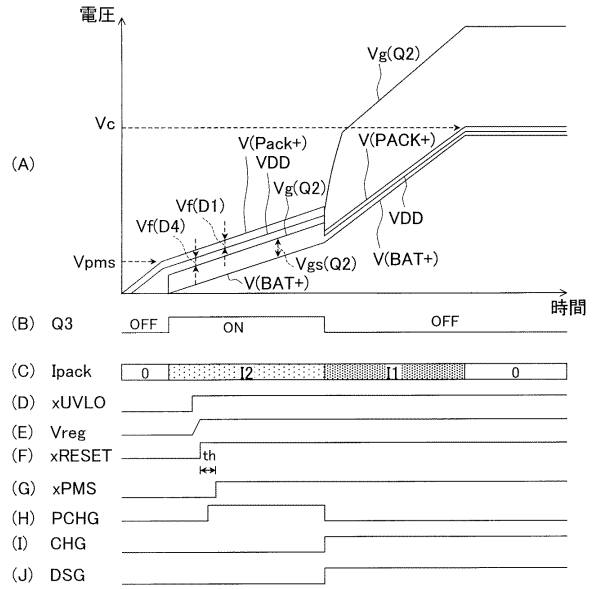 電圧
Vg(Q2)
Vc
V(Pack+)
V(PACK+)
(A)
VDD
Vg(Q2)
Vf(D1)
Vf(D4)
VDD
Vpms
Vgs(Q2)
V(BAT+)
V(BAT+)
時間
(B) Q3 OFF ON OFF
(C) Ipack 0 I2 I1 0
(D) xUVLO
(E) Vreg
(F) xRESET th
(G) xPMS
(H) PCHG
(I) CHG
(J) DSG